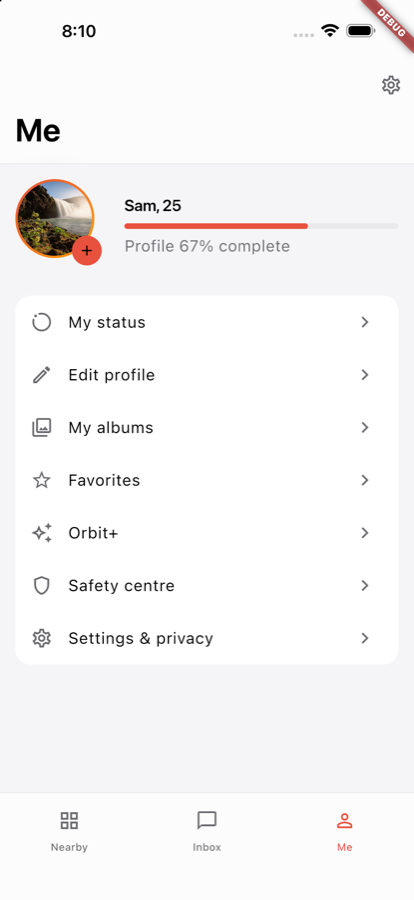 8:10
DEBUG
Me
Sam, 25
Profile 67% complete
My status
Edit profile
My albums
Favorites
Orbit+
Safety centre
Settings & privacy
Nearby
Inbox
Me